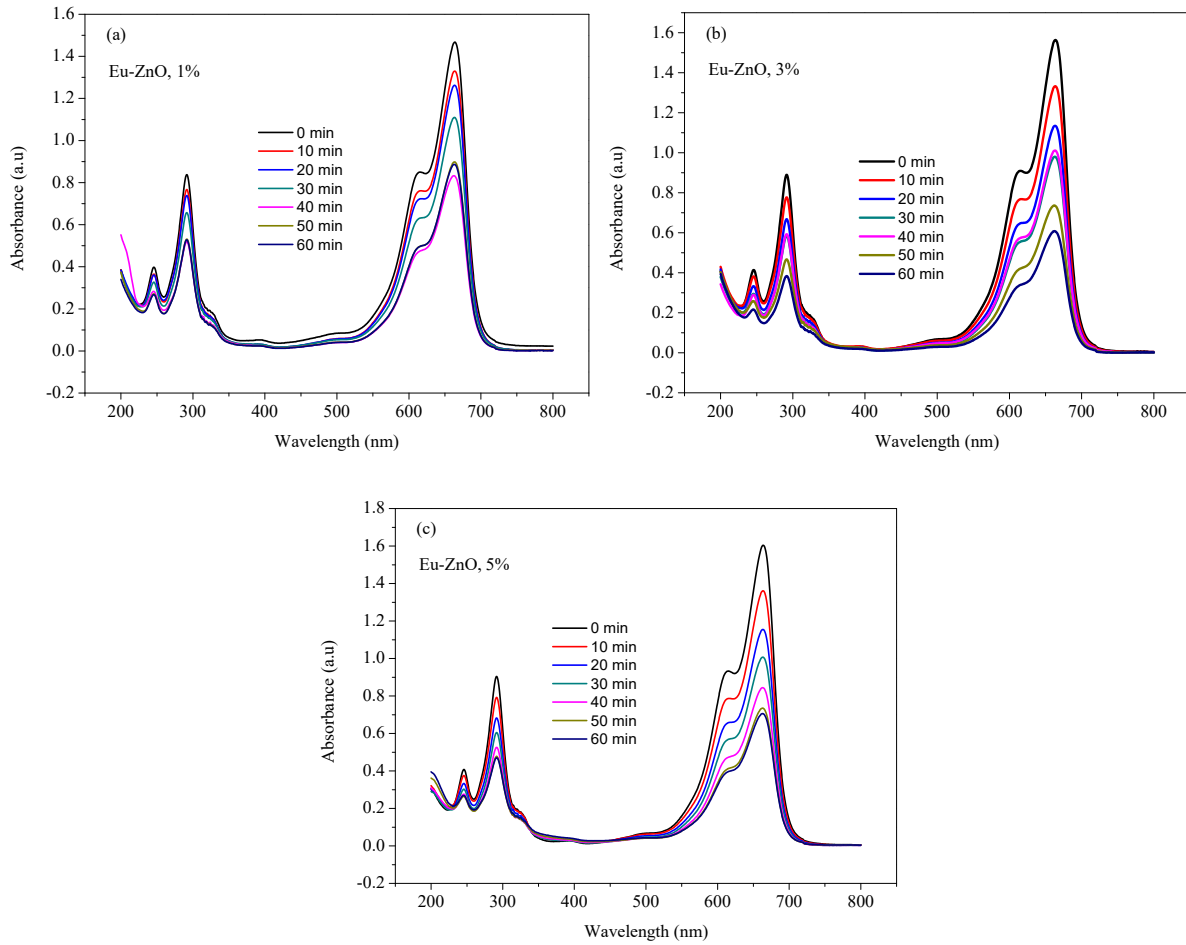 (a)
Eu-ZnO, 1%
0 min
10 min
20 min
30 min
40 min
50 min
60 min
1.6
1.4
1.2
1.0
0.8
0.6
0.4
0.2
0.0
-0.2
Absorbance (a.u)
200 300 400 500 600 700 800
Wavelength (nm)
(b)
Eu-ZnO, 3%
0 min
10 min
20 min
30 min
40 min
50 min
60 min
1.6
1.4
1.2
1.0
0.8
0.6
0.4
0.2
0.0
-0.2
Absorbance (a.u)
200 300 400 500 600 700 800
Wavelength (nm)
(c)
Eu-ZnO, 5%
0 min
10 min
20 min
30 min
40 min
50 min
60 min
1.8
1.6
1.4
1.2
1.0
0.8
0.6
0.4
0.2
0.0
-0.2
Absorbance (a.u)
200 300 400 500 600 700 800
Wavelength (nm)